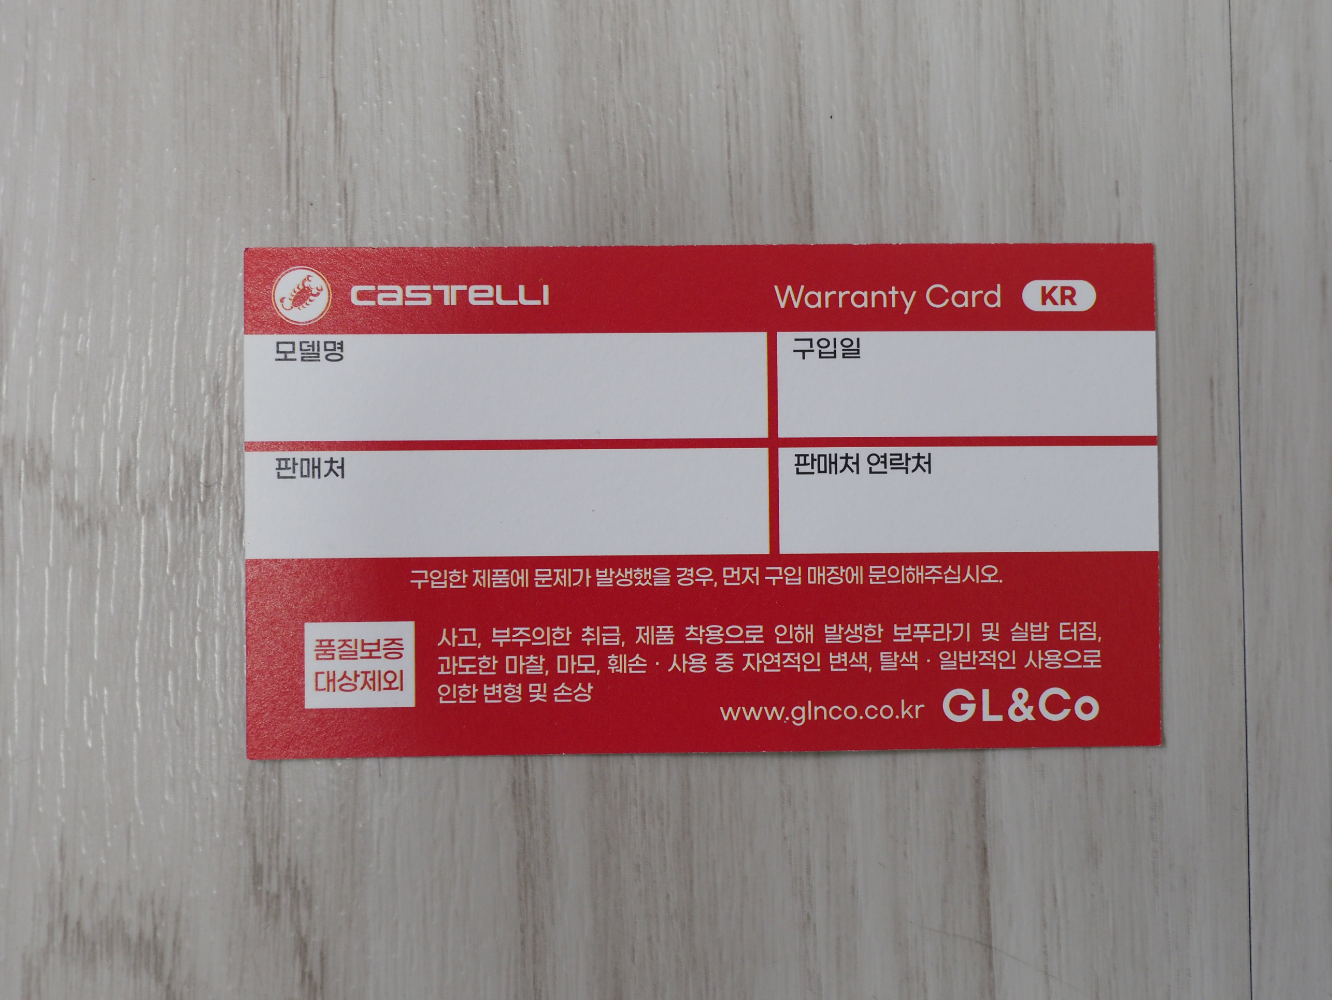 CASTELLI
Warranty Card KR
모델명
구입일
판매처
판매처 연락처
구입한 제품에 문제가 발생했을 경우, 먼저 구입 매장에 문의해주십시오.
품질보증
대상제외
사고, 부주의한 취급, 제품 착용으로 인해 발생한 보푸라기 및 실밥 터짐,
과도한 마찰, 마모, 훼손 · 사용 중 자연적인 변색, 탈색 · 일반적인 사용으로
인한 변형 및 손상
www.glnco.co.kr GL&Co